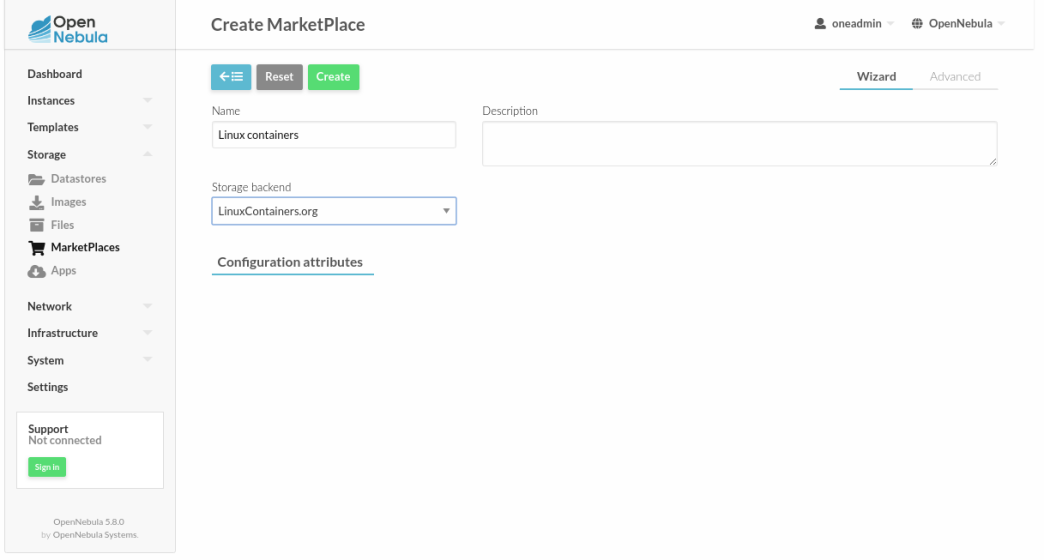 Open
Nebula
Create MarketPlace
oneadmin
OpenNebula
Dashboard
Instances
Templates
Storage
Datastores
Images
Files
MarketPlaces
Apps
Network
Infrastructure
System
Settings
Support
Not connected
Sign in
OpenNebula 5.8.0
by OpenNebula Systems.
Reset
Create
Wizard
Advanced
Name
Description
Linux containers
Storage backend
LinuxContainers.org
Configuration attributes